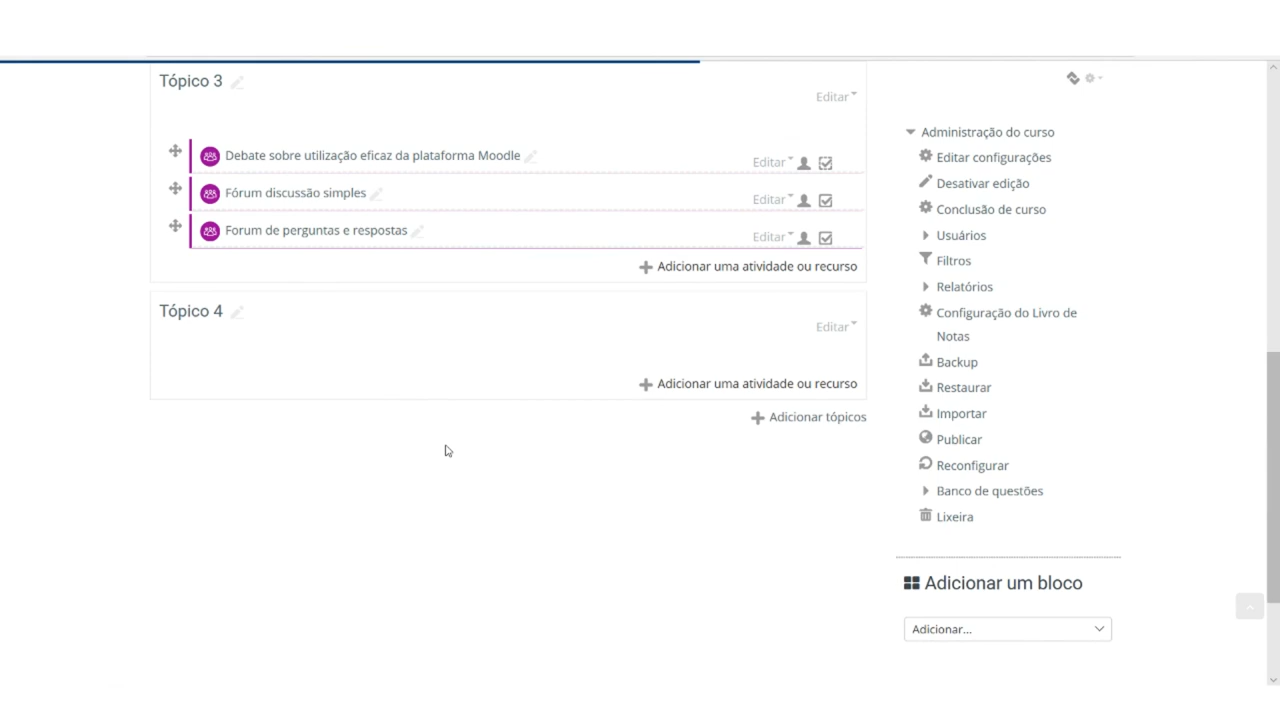 Tópico 3
Editar
Debate sobre utilização eficaz da plataforma Moodle
Editar
Fórum discussão simples
Editar
Forum de perguntas e respostas
Editar
Adicionar uma atividade ou recurso
Tópico 4
Editar
Adicionar uma atividade ou recurso
Adicionar tópicos
Administração do curso
Editar configurações
Desativar edição
Conclusão de curso
Usuários
Filtros
Relatórios
Configuração do Livro de
Notas
Backup
Restaurar
Importar
Publicar
Reconfigurar
Banco de questões
Lixeira
Adicionar um bloco
Adicionar...